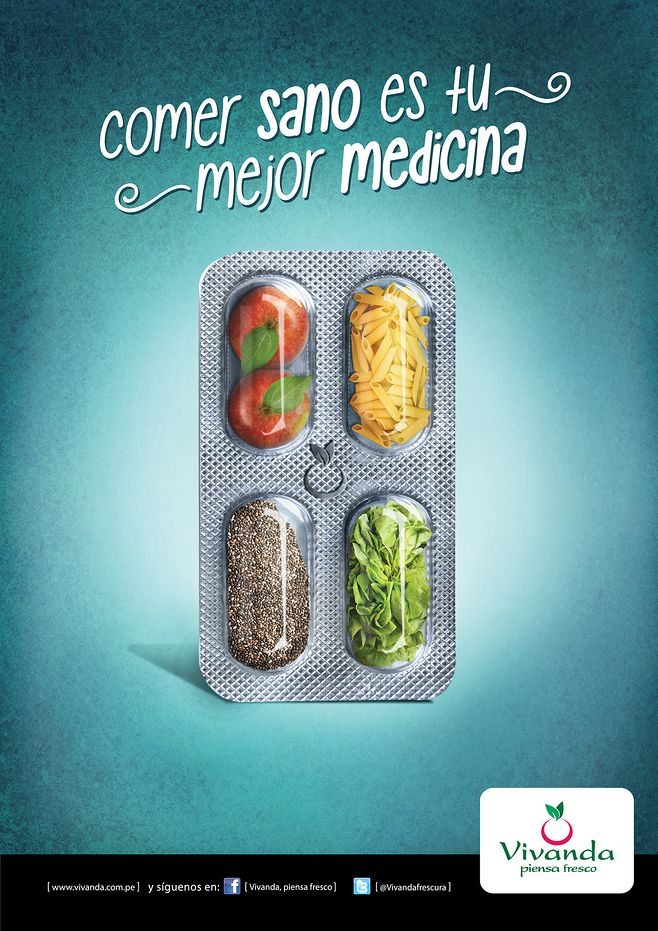 comer sano es tu
mejor medicina
Vivanda
piensa fresco
[ www.vivanda.com.pe ] y síguenos en: f [ Vivanda, piensa fresco ] [ @Vivandafrescura ]